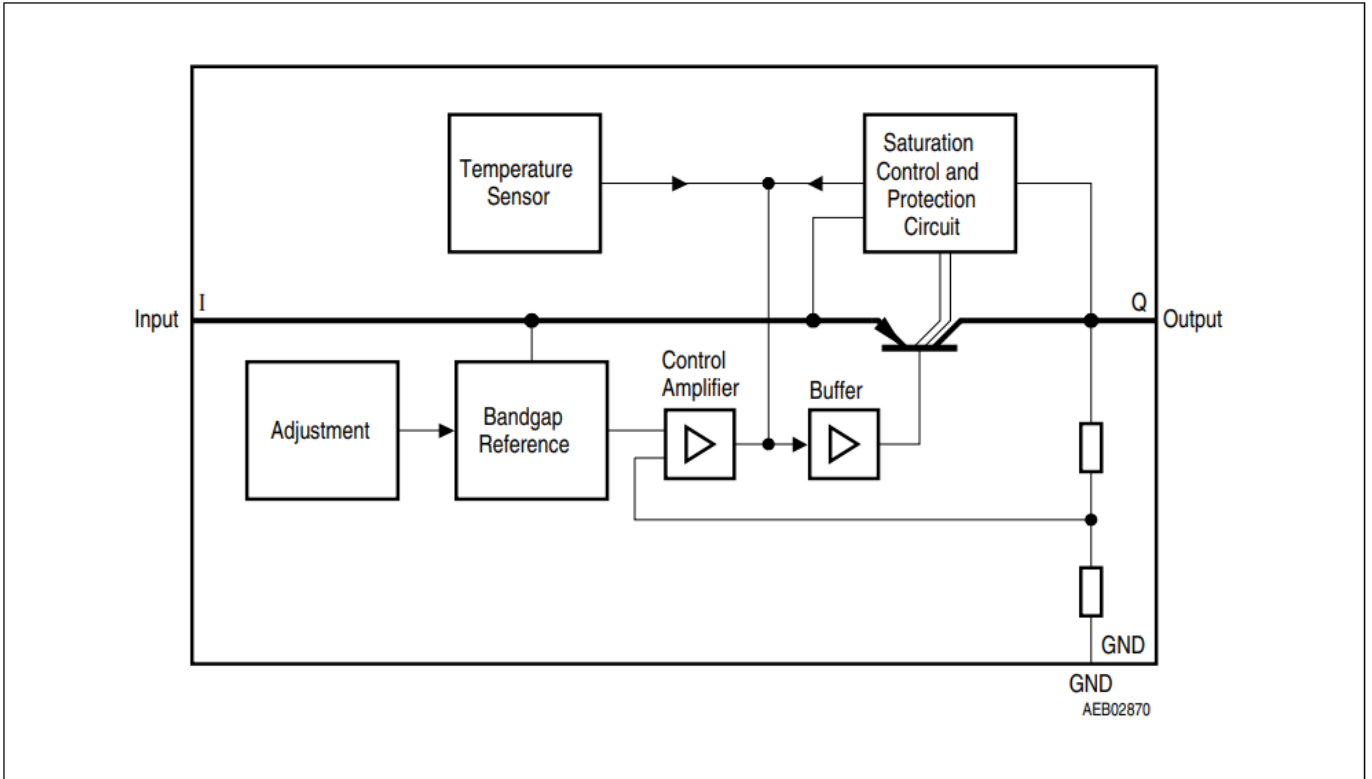 Temperature
Sensor
Saturation
Control and
Protection
Circuit
I
Q
Input
Output
Control
Amplifier
Buffer
Adjustment
Bandgap
Reference
GND
GND
AEB02870